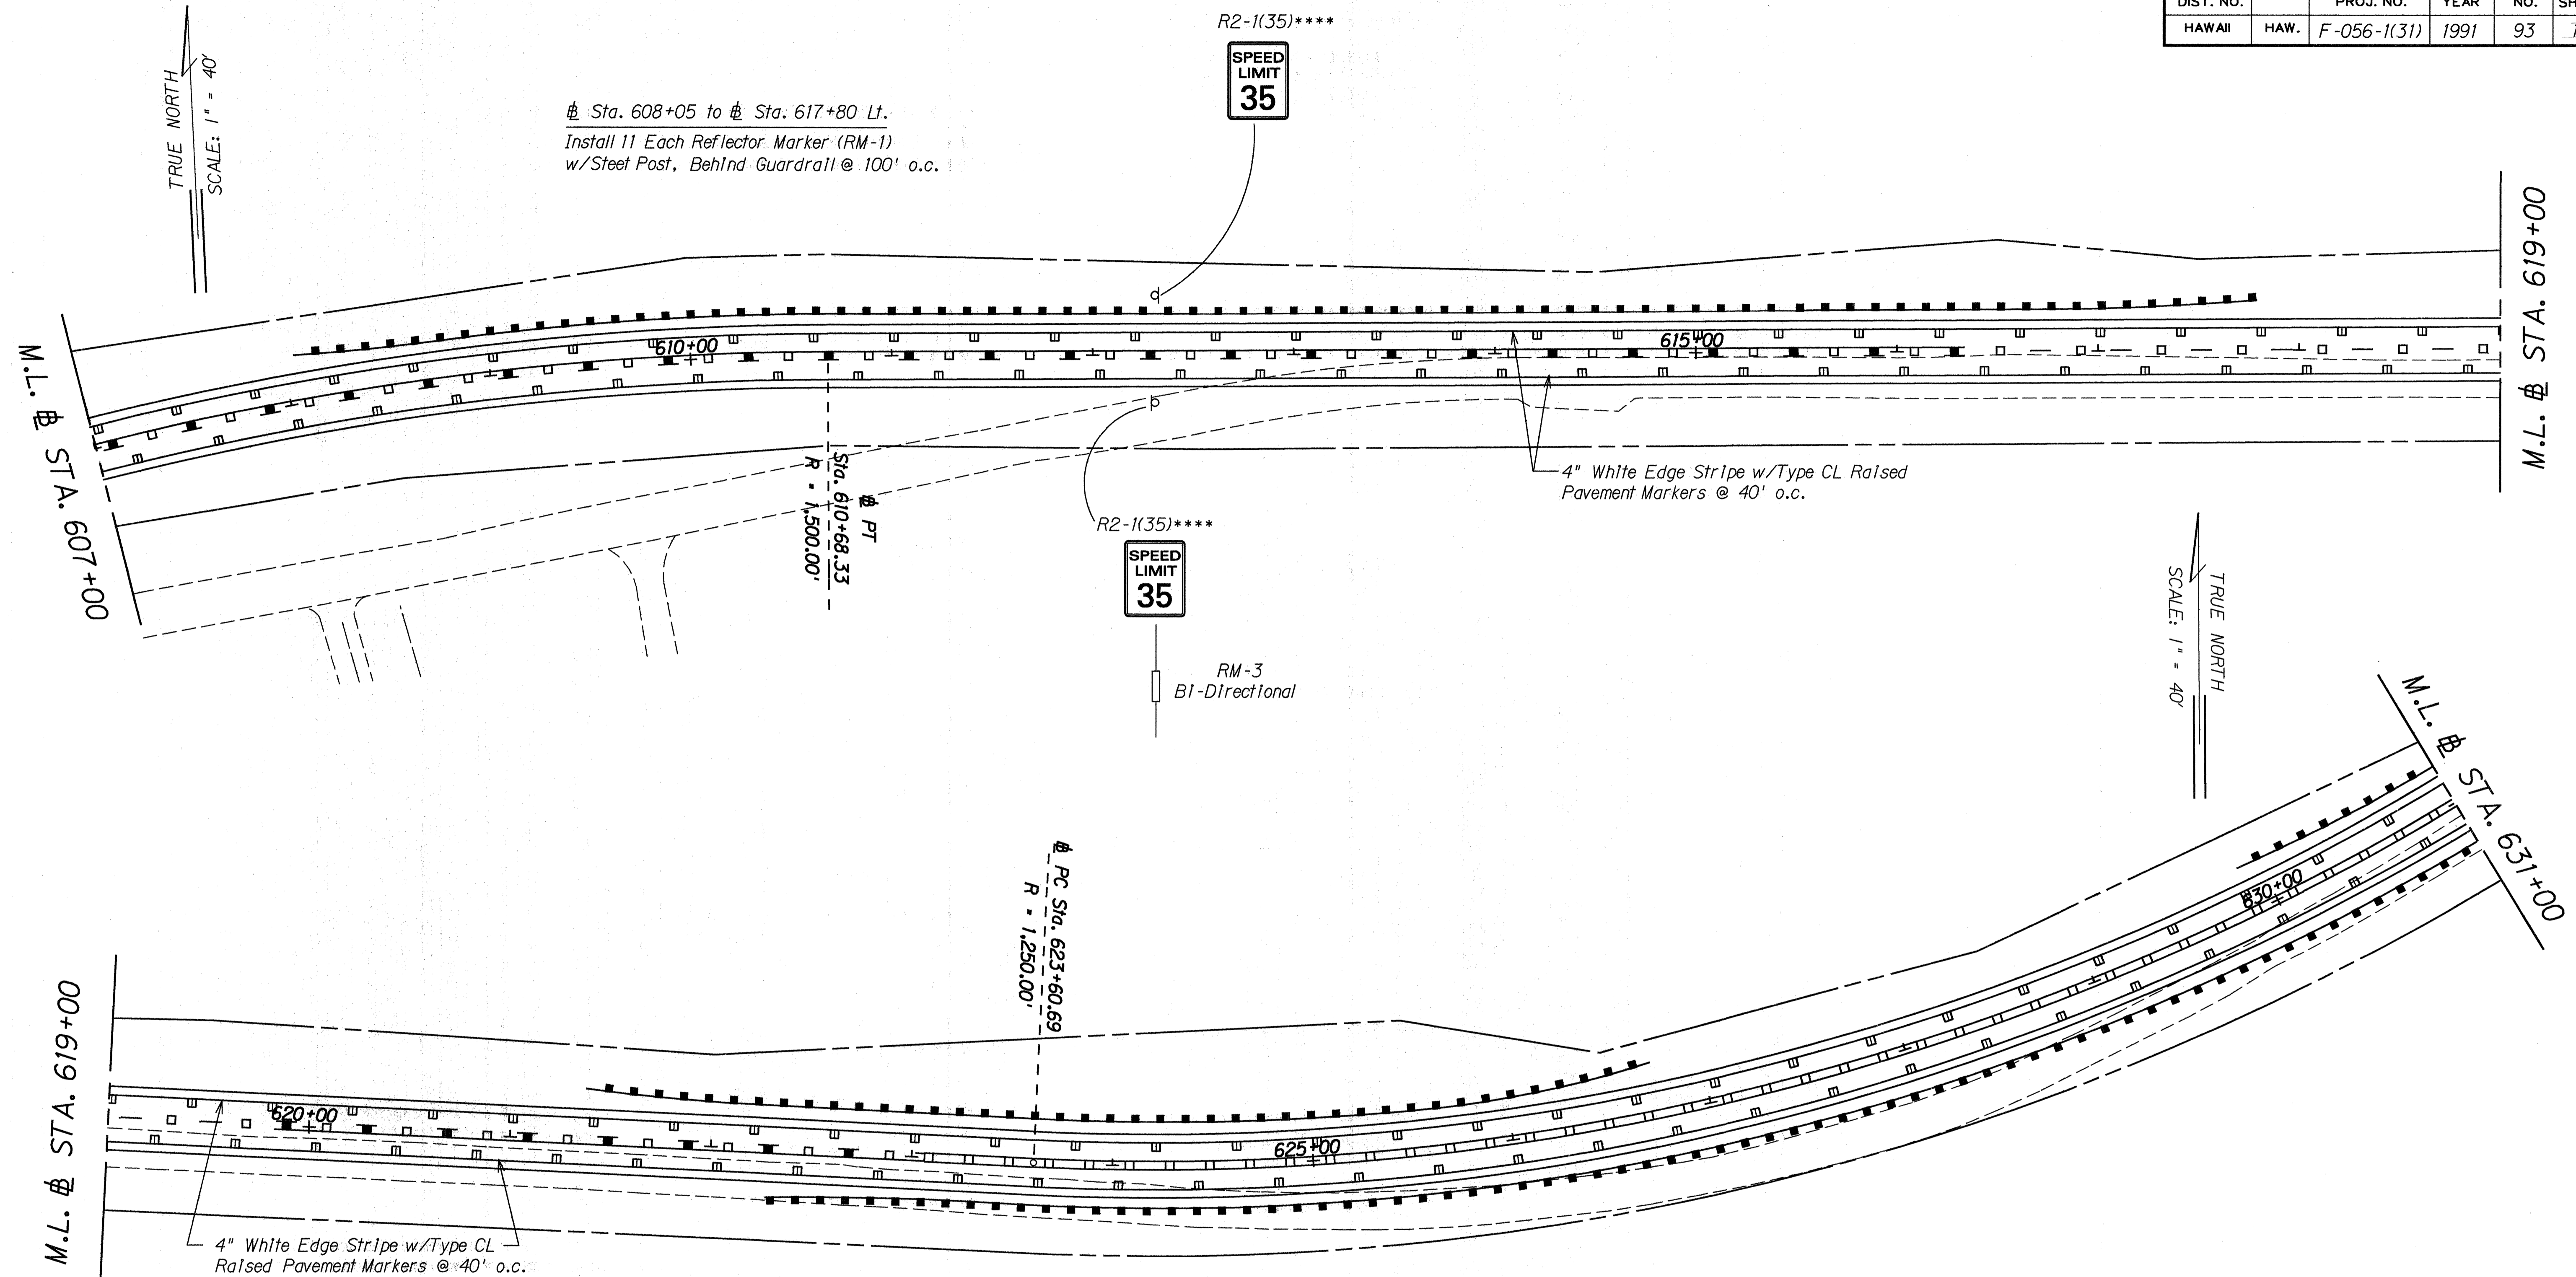 DIST. NO. PROJ. NO. YEAR NO.
HAWAII HAW. F-056-1(31) 1991 93
R2-1(35)****
SPEED
LIMIT
35
TRUE NORTH
SCALE: 1" = 40'
℄ Sta. 608+05 to ℄ Sta. 617+80 Lt.
Install 11 Each Reflector Marker (RM-1)
w/Steet Post, Behind Guardrail @ 100' o.c.
M.L. ℄ STA. 607+00
610+00
615+00
M.L. ℄ STA. 619+00
℄ PT
Sta. 610+68.33
R = 1,500.00'
4" White Edge Stripe w/Type CL Raised
Pavement Markers @ 40' o.c.
R2-1(35)****
SPEED
LIMIT
35
RM-3
Bi-Directional
TRUE NORTH
SCALE: 1" = 40'
M.L. ℄ STA. 631+00
℄ PC Sta. 623+60.69
R = 1,250.00'
M.L. ℄ STA. 619+00
620+00
625+00
630+00
4" White Edge Stripe w/Type CL
Raised Pavement Markers @ 40' o.c.